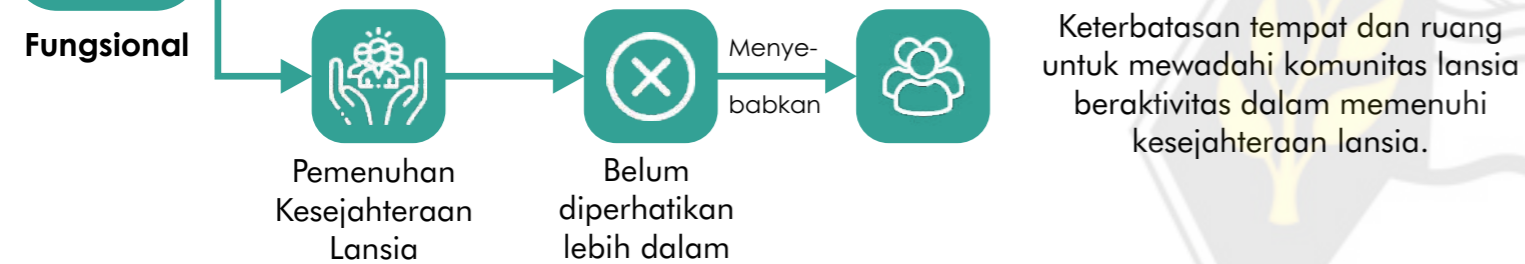 Fungsional
Pemenuhan
Kesejahteraan
Lansia
Belum
diperhatikan
lebih dalam
Menye-
babkan
Keterbatasan tempat dan ruang
untuk mewadahi komunitas lansia
beraktivitas dalam memenuhi
kesejahteraan lansia.